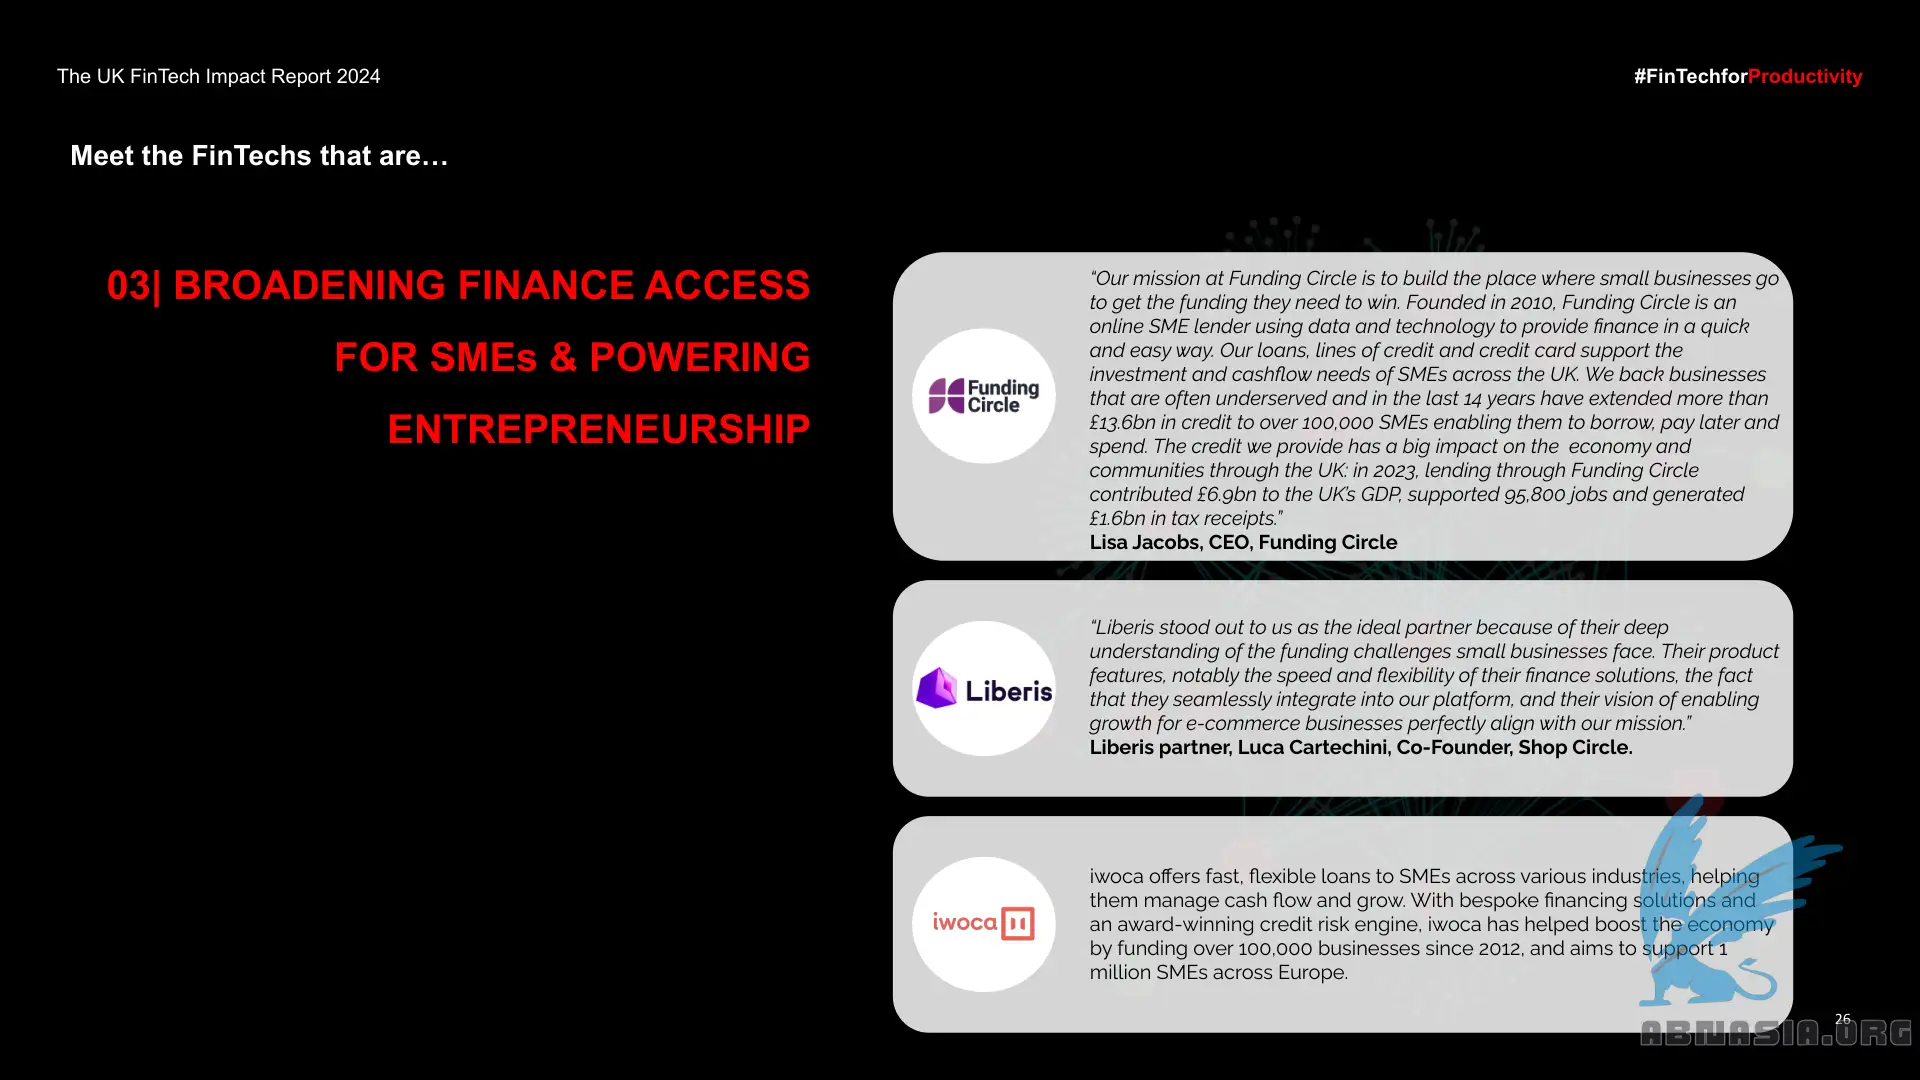 The UK FinTech Impact Report 2024
#FinTechforProductivity
Meet the FinTechs that are…
03| BROADENING FINANCE ACCESS
FOR SMEs & POWERING
ENTREPRENEURSHIP
Funding
Circle
“Our mission at Funding Circle is to build the place where small businesses go
to get the funding they need to win. Founded in 2010, Funding Circle is an
online SME lender using data and technology to provide finance in a quick
and easy way. Our loans, lines of credit and credit card support the
investment and cashflow needs of SMEs across the UK. We back businesses
that are often underserved and in the last 14 years have extended more than
£13.6bn in credit to over 100,000 SMEs enabling them to borrow, pay later and
spend. The credit we provide has a big impact on the economy and
communities through the UK: in 2023, lending through Funding Circle
contributed £6.9bn to the UK’s GDP, supported 95,800 jobs and generated
£1.6bn in tax receipts.”
Lisa Jacobs, CEO, Funding Circle
Liberis
“Liberis stood out to us as the ideal partner because of their deep
understanding of the funding challenges small businesses face. Their product
features, notably the speed and flexibility of their finance solutions, the fact
that they seamlessly integrate into our platform, and their vision of enabling
growth for e-commerce businesses perfectly align with our mission.”
Liberis partner, Luca Cartechini, Co-Founder, Shop Circle.
iwoca
iwoca offers fast, flexible loans to SMEs across various industries, helping
them manage cash flow and grow. With bespoke financing solutions and
an award-winning credit risk engine, iwoca has helped boost the economy
by funding over 100,000 businesses since 2012, and aims to support 1
million SMEs across Europe.
26
ABNASIA.ORG